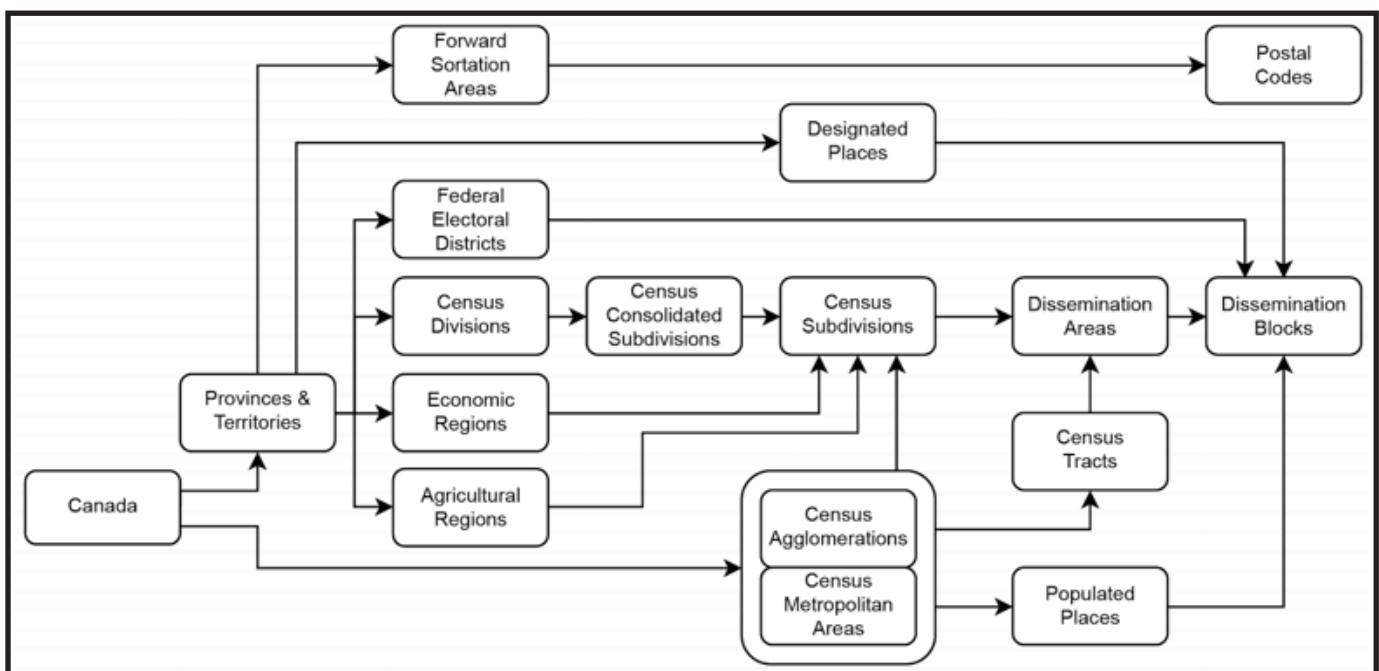 Forward
Sortation
Areas
Postal
Codes
Designated
Places
Federal
Electoral
Districts
Census
Divisions
Census
Consolidated
Subdivisions
Census
Subdivisions
Dissemination
Areas
Dissemination
Blocks
Provinces &
Territories
Economic
Regions
Census
Tracts
Canada
Agricultural
Regions
Census
Agglomerations
Census
Metropolitan
Areas
Populated
Places